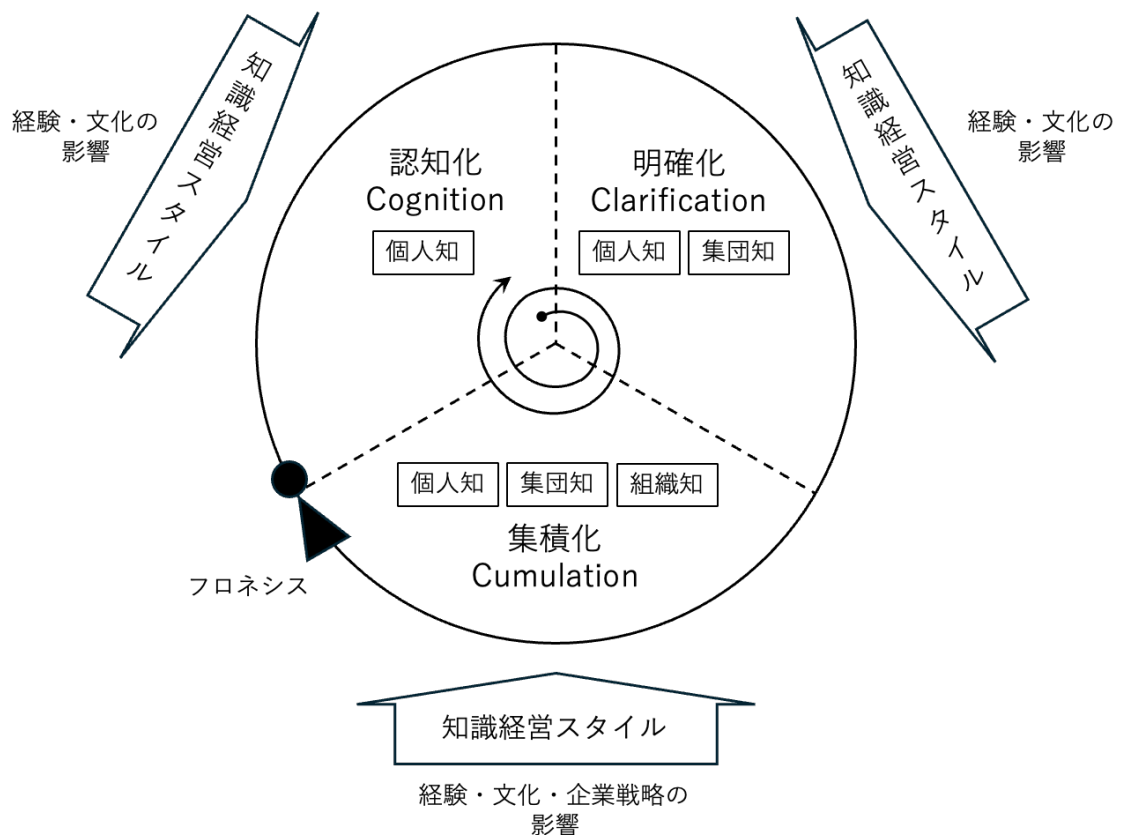 知識経営スタイル
経験・文化の
影響
知識経営スタイル
経験・文化の
影響
認知化
Cognition
個人知
明確化
Clarification
個人知 集団知
個人知 集団知 組織知
集積化
Cumulation
フロネシス
知識経営スタイル
経験・文化・企業戦略の
影響